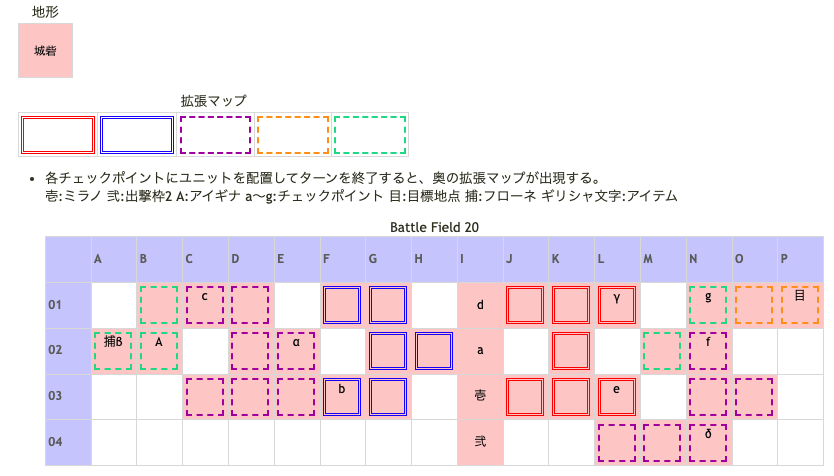 地形
城砦
拡張マップ
各チェックポイントにユニットを配置してターンを終了すると、奥の拡張マップが出現する。
壱:ミラノ 弐:出撃枠2 A:アイギナ a〜g:チェックポイント 目:目標地点 捕:フローネ ギリシャ文字:アイテム
Battle Field 20
A B C D E F G H I J K L M N O P
01 c d γ g 目
02 捕β A α a f
03 b 壱 e
04 弐 ð